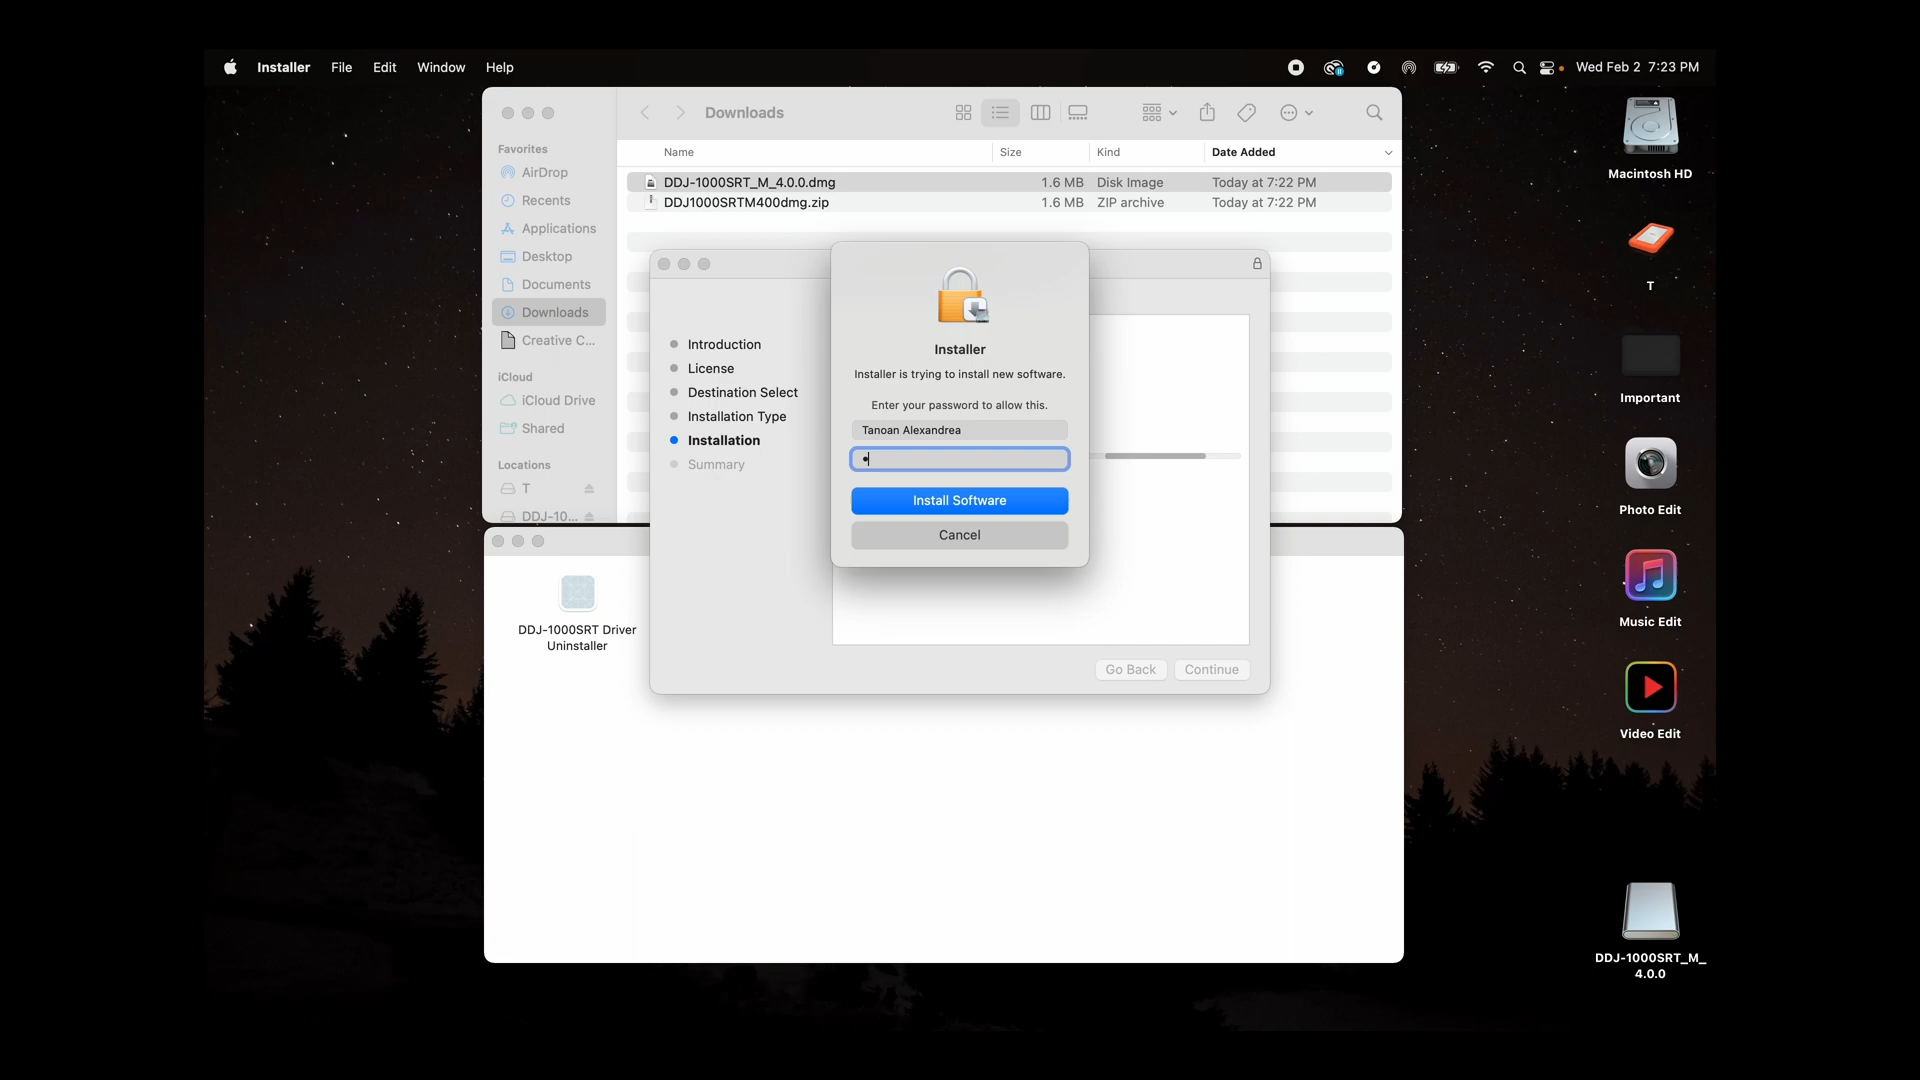 Installer File Edit Window Help Wed Feb 2 7:23 PM
Downloads
Favorites
AirDrop
Recents
Applications
Desktop
Documents
Downloads
Creative C...
iCloud
iCloud Drive
Shared
Locations
T
DDJ-10...
Name Size Kind Date Added
DDJ-1000SRT_M_4.0.0.dmg 1.6 MB Disk Image Today at 7:22 PM
DDJ1000SRTM400dmg.zip 1.6 MB ZIP archive Today at 7:22 PM
Introduction
License
Destination Select
Installation Type
Installation
Summary
Installer
Installer is trying to install new software.
Enter your password to allow this.
Tanoan Alexandrea
•
Install Software
Cancel
Go Back Continue
DDJ-1000SRT Driver
Uninstaller
Macintosh HD
T
Important
Photo Edit
Music Edit
Video Edit
DDJ-1000SRT_M_
4.0.0